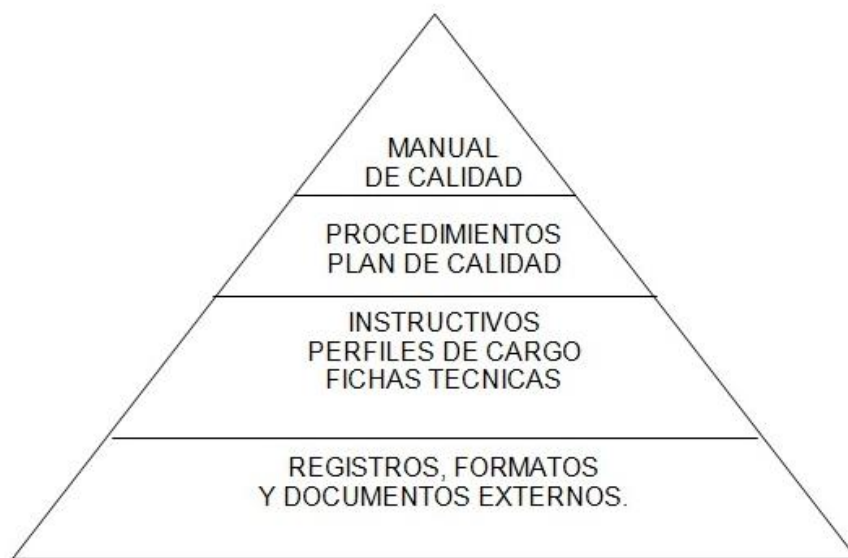 MANUAL
DE CALIDAD
PROCEDIMIENTOS
PLAN DE CALIDAD
INSTRUCTIVOS
PERFILES DE CARGO
FICHAS TECNICAS
REGISTROS, FORMATOS
Y DOCUMENTOS EXTERNOS.